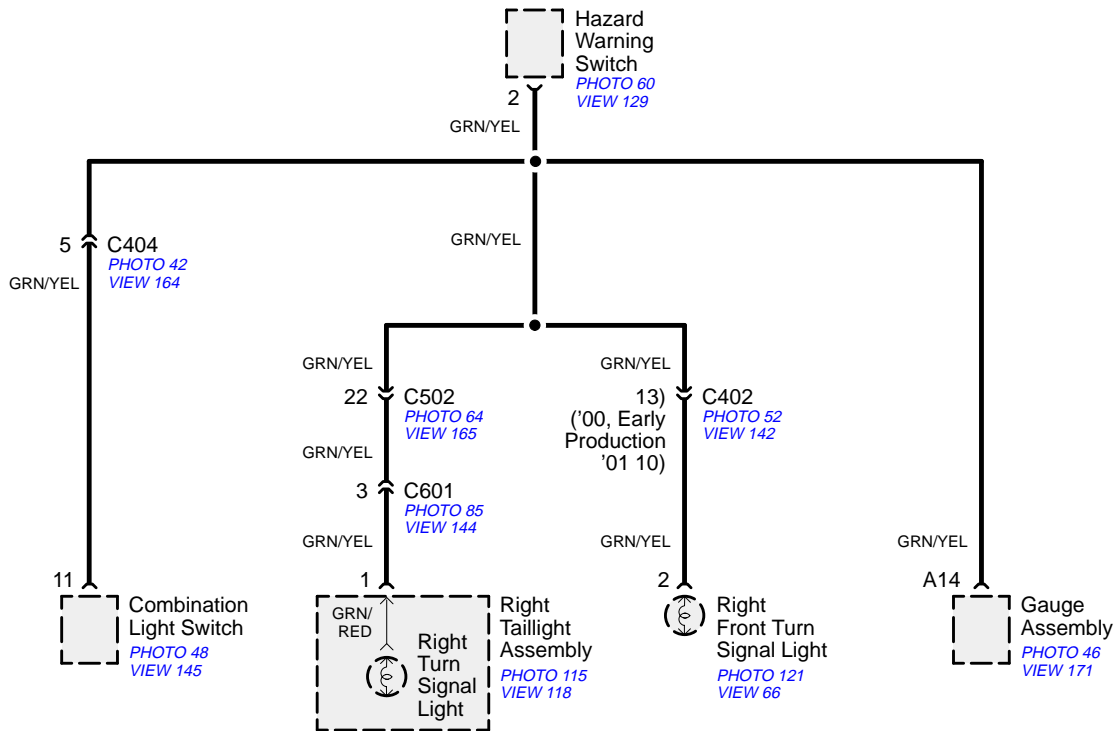 Hazard
Warning
Switch
PHOTO 60
VIEW 129
2
GRN/YEL
GRN/YEL
5
C404
PHOTO 42
VIEW 164
GRN/YEL
GRN/YEL
22
C502
PHOTO 64
VIEW 165
GRN/YEL
3
C601
PHOTO 85
VIEW 144
GRN/YEL
GRN/YEL
13)
('00, Early
Production
'01 10)
C402
PHOTO 52
VIEW 142
GRN/YEL
GRN/YEL
11
Combination
Light Switch
PHOTO 48
VIEW 145
1
GRN/
RED
Right
Turn
Signal
Light
Right
Taillight
Assembly
PHOTO 115
VIEW 118
2
Right
Front Turn
Signal Light
PHOTO 121
VIEW 66
A14
Gauge
Assembly
PHOTO 46
VIEW 171